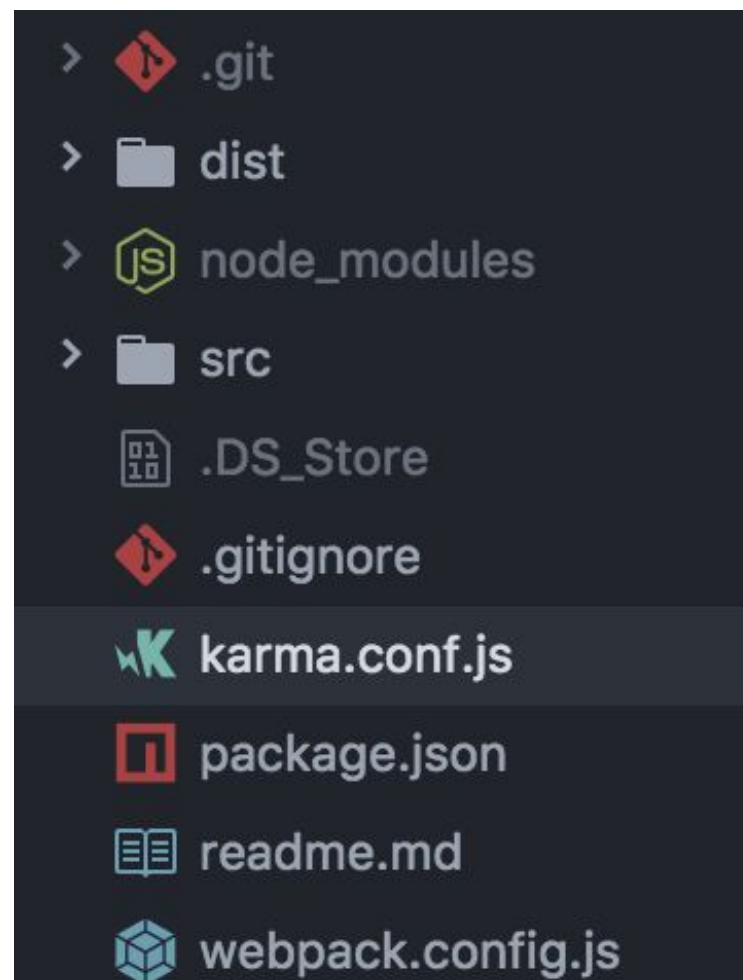 .git
dist
node_modules
src
.DS_Store
.gitignore
karma.conf.js
package.json
readme.md
webpack.config.js